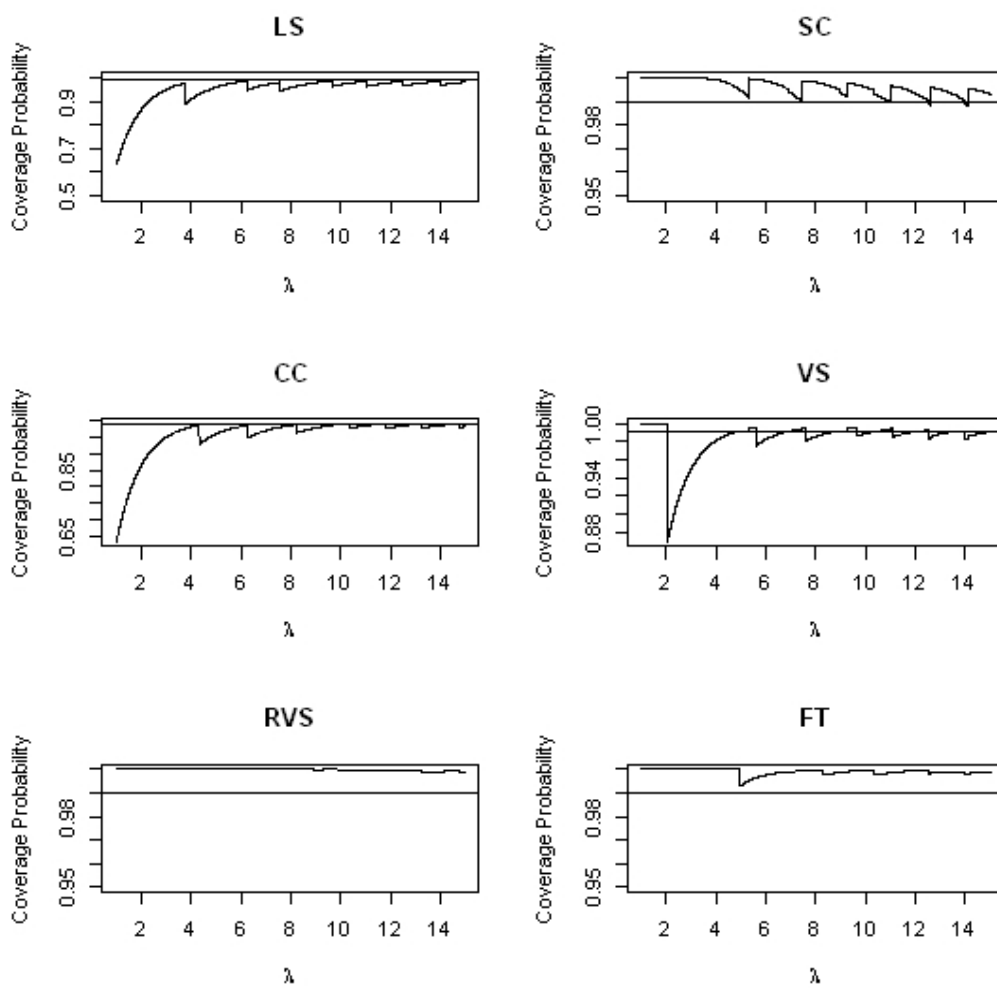 LS
Coverage Probability
0.5 0.7 0.9
2 4 6 8 10 12 14
λ
SC
Coverage Probability
0.95 0.98
2 4 6 8 10 12 14
λ
CC
Coverage Probability
0.65 0.85
2 4 6 8 10 12 14
λ
VS
Coverage Probability
0.88 0.94 1.00
2 4 6 8 10 12 14
λ
RVS
Coverage Probability
0.95 0.98
2 4 6 8 10 12 14
λ
FT
Coverage Probability
0.95 0.98
2 4 6 8 10 12 14
λ